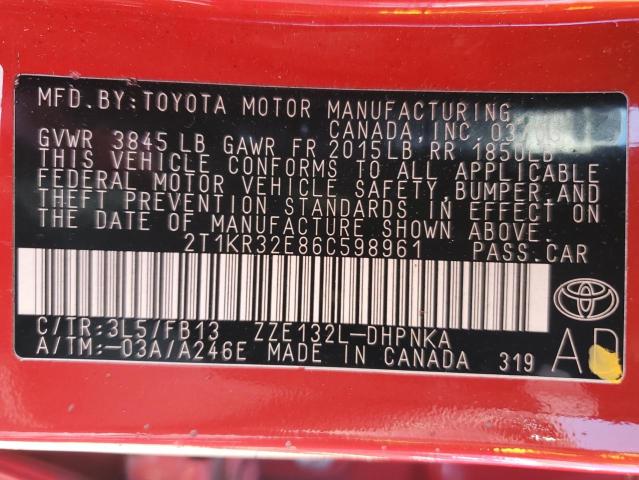 MFD.BY:TOYOTA MOTOR MANUFACTURING
CANADA, INC.
GVWR 3845 LB GAWR FR 2015LB RR 1850LB
THIS VEHICLE CONFORMS TO ALL APPLICABLE
FEDERAL MOTOR VEHICLE SAFETY, BUMPER, AND
THEFT PREVENTION STANDARDS IN EFFECT ON
THE DATE OF MANUFACTURE SHOWN ABOVE.
2T1KR32E86C598961 PASS.CAR
C/TR:3L5/FB13 ZZE132L-DHPNKA
A/TM:-03A/A246E MADE IN CANADA 319 A